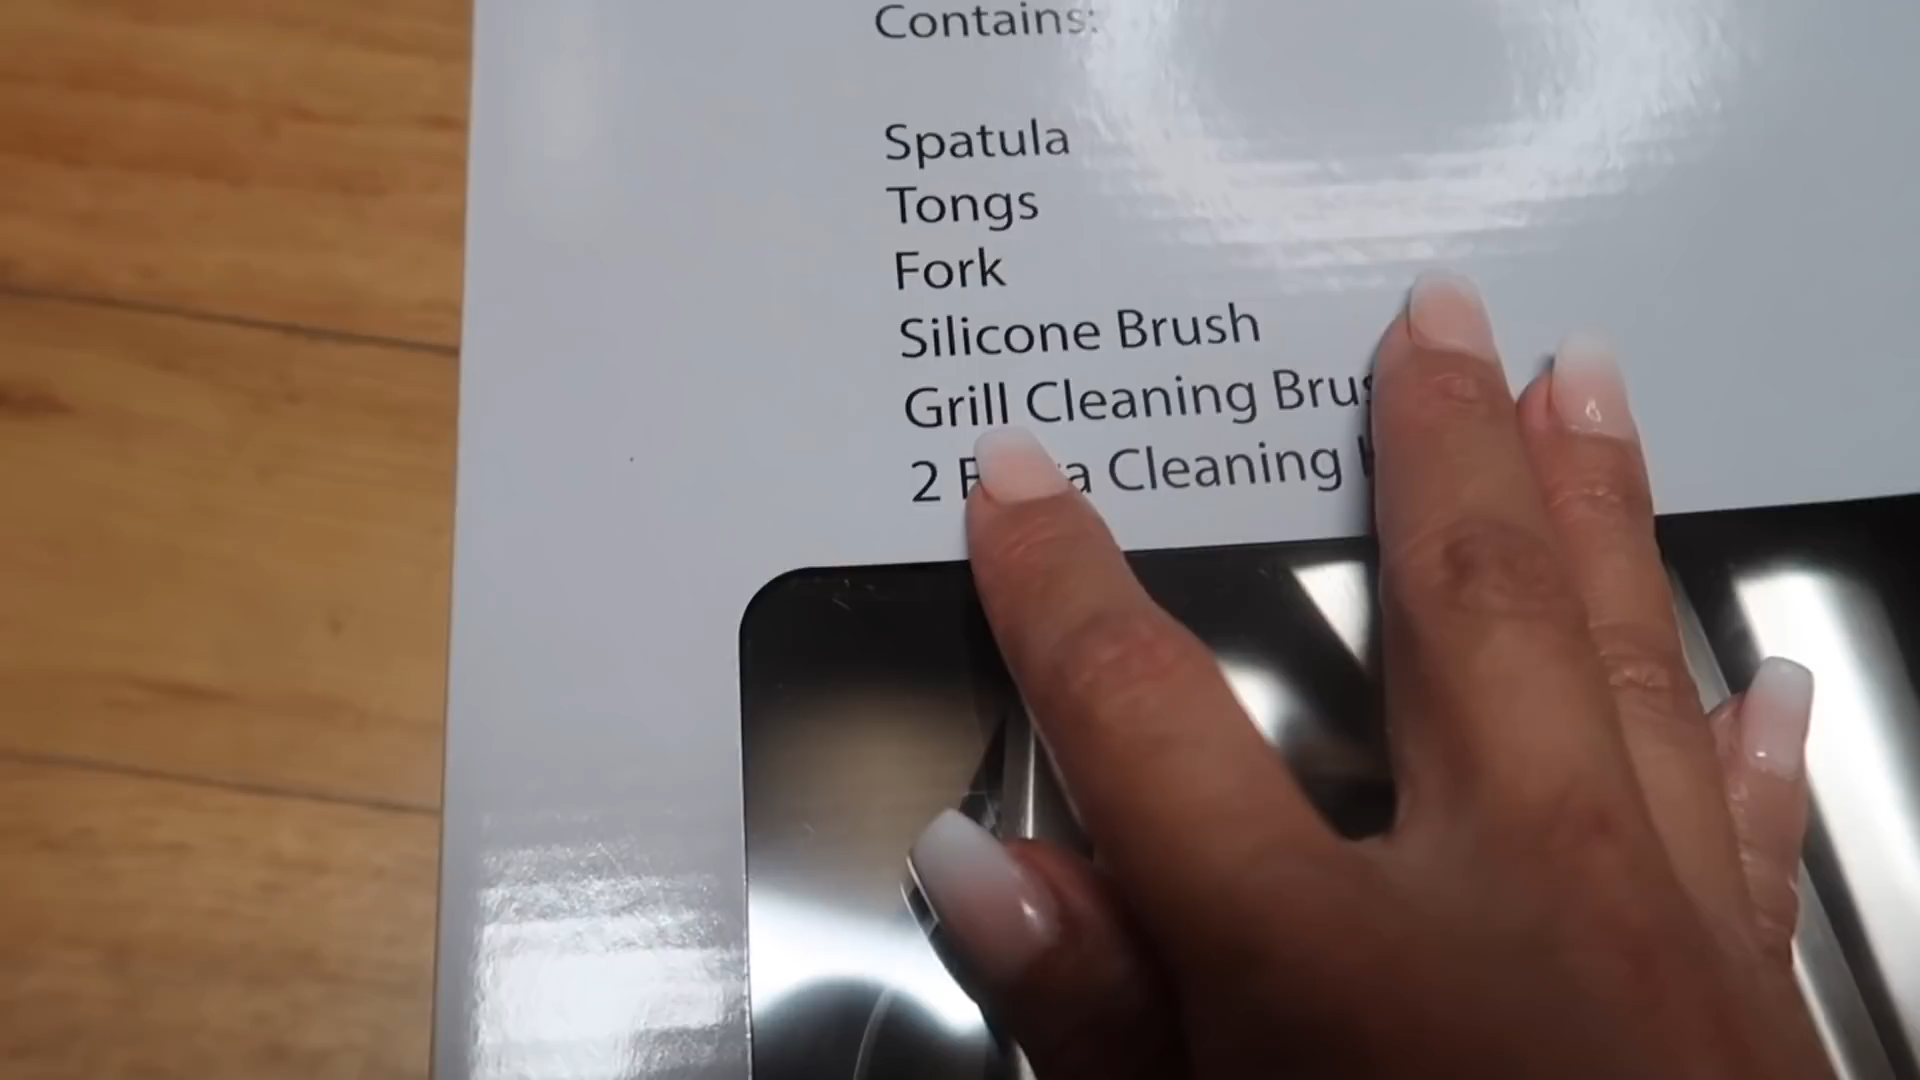 Contains:
Spatula
Tongs
Fork
Silicone Brush
Grill Cleaning
2 Cleaning